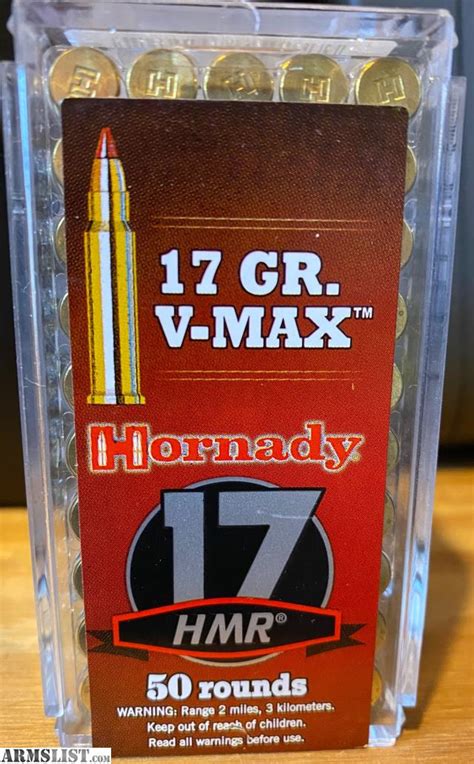 H H H H H
17 GR.
V-MAX™
Hornady
17
HMR®
50 rounds
WARNING: Range 2 miles, 3 kilometers.
Keep out of reach of children.
Read all warnings before use.
ARMSLIST.COM